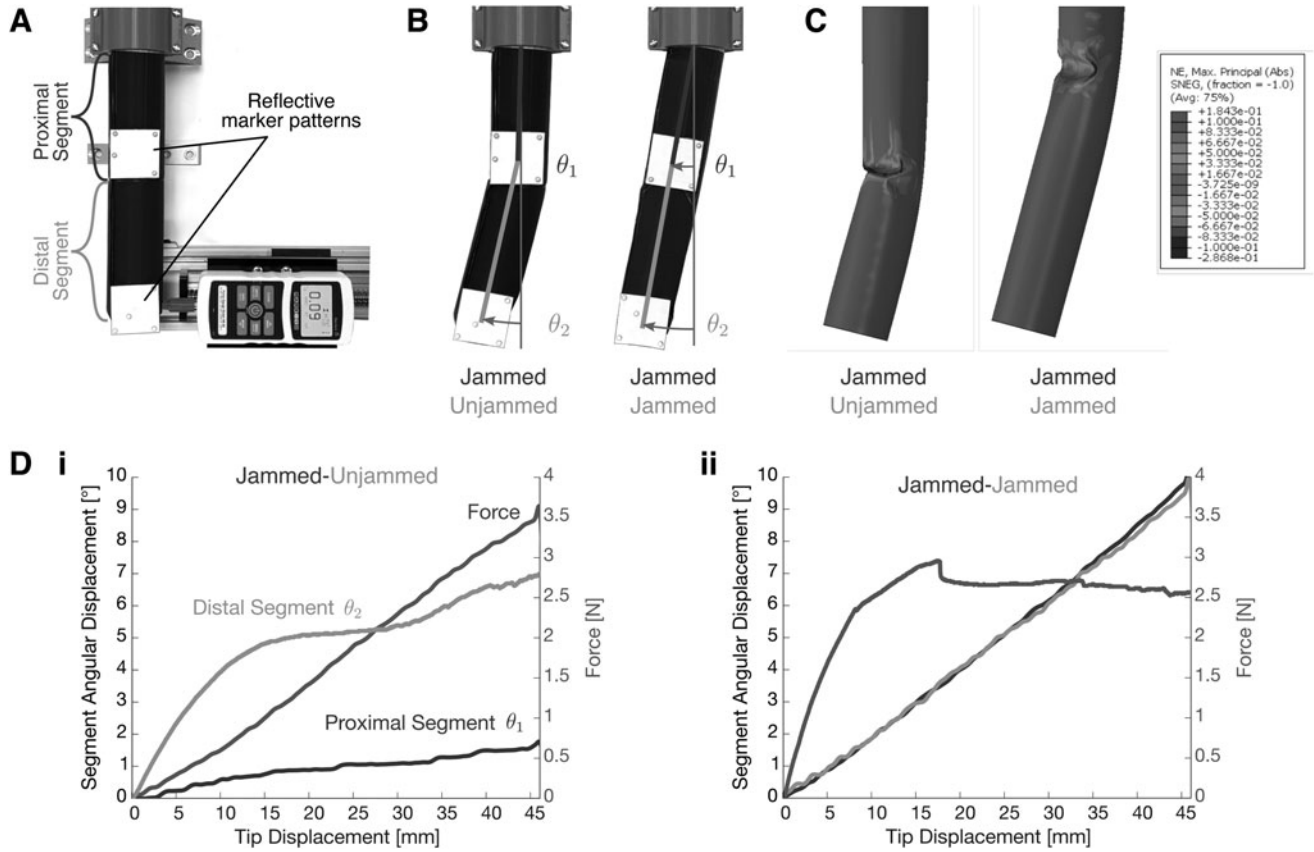 A
Proximal
Segment
Distal
Segment
Reflective
marker patterns
0.09
B
θ1
θ2
Jammed
Unjammed
θ1
θ2
Jammed
Jammed
C
Jammed
Unjammed
Jammed
Jammed
NE, Max. Principal (Abs)
SNEG, (fraction = -1.0)
(Avg: 75%)
+1.843e-01
+1.000e-01
+8.333e-02
+6.667e-02
+5.000e-02
+3.333e-02
+1.667e-02
-3.725e-09
-1.667e-02
-3.333e-02
-5.000e-02
-6.667e-02
-8.333e-02
-1.000e-01
-2.868e-01
D
i
Jammed-Unjammed
Segment Angular Displacement [°]
10
9
8
7
6
5
4
3
2
1
0
Force
Distal Segment θ2
Proximal Segment θ1
4
3.5
3
2.5
2
1.5
1
0.5
0
Force [N]
0 5 10 15 20 25 30 35 40 45
Tip Displacement [mm]
ii
Jammed-Jammed
Segment Angular Displacement [°]
10
9
8
7
6
5
4
3
2
1
0
4
3.5
3
2.5
2
1.5
1
0.5
0
Force [N]
0 5 10 15 20 25 30 35 40 45
Tip Displacement [mm]